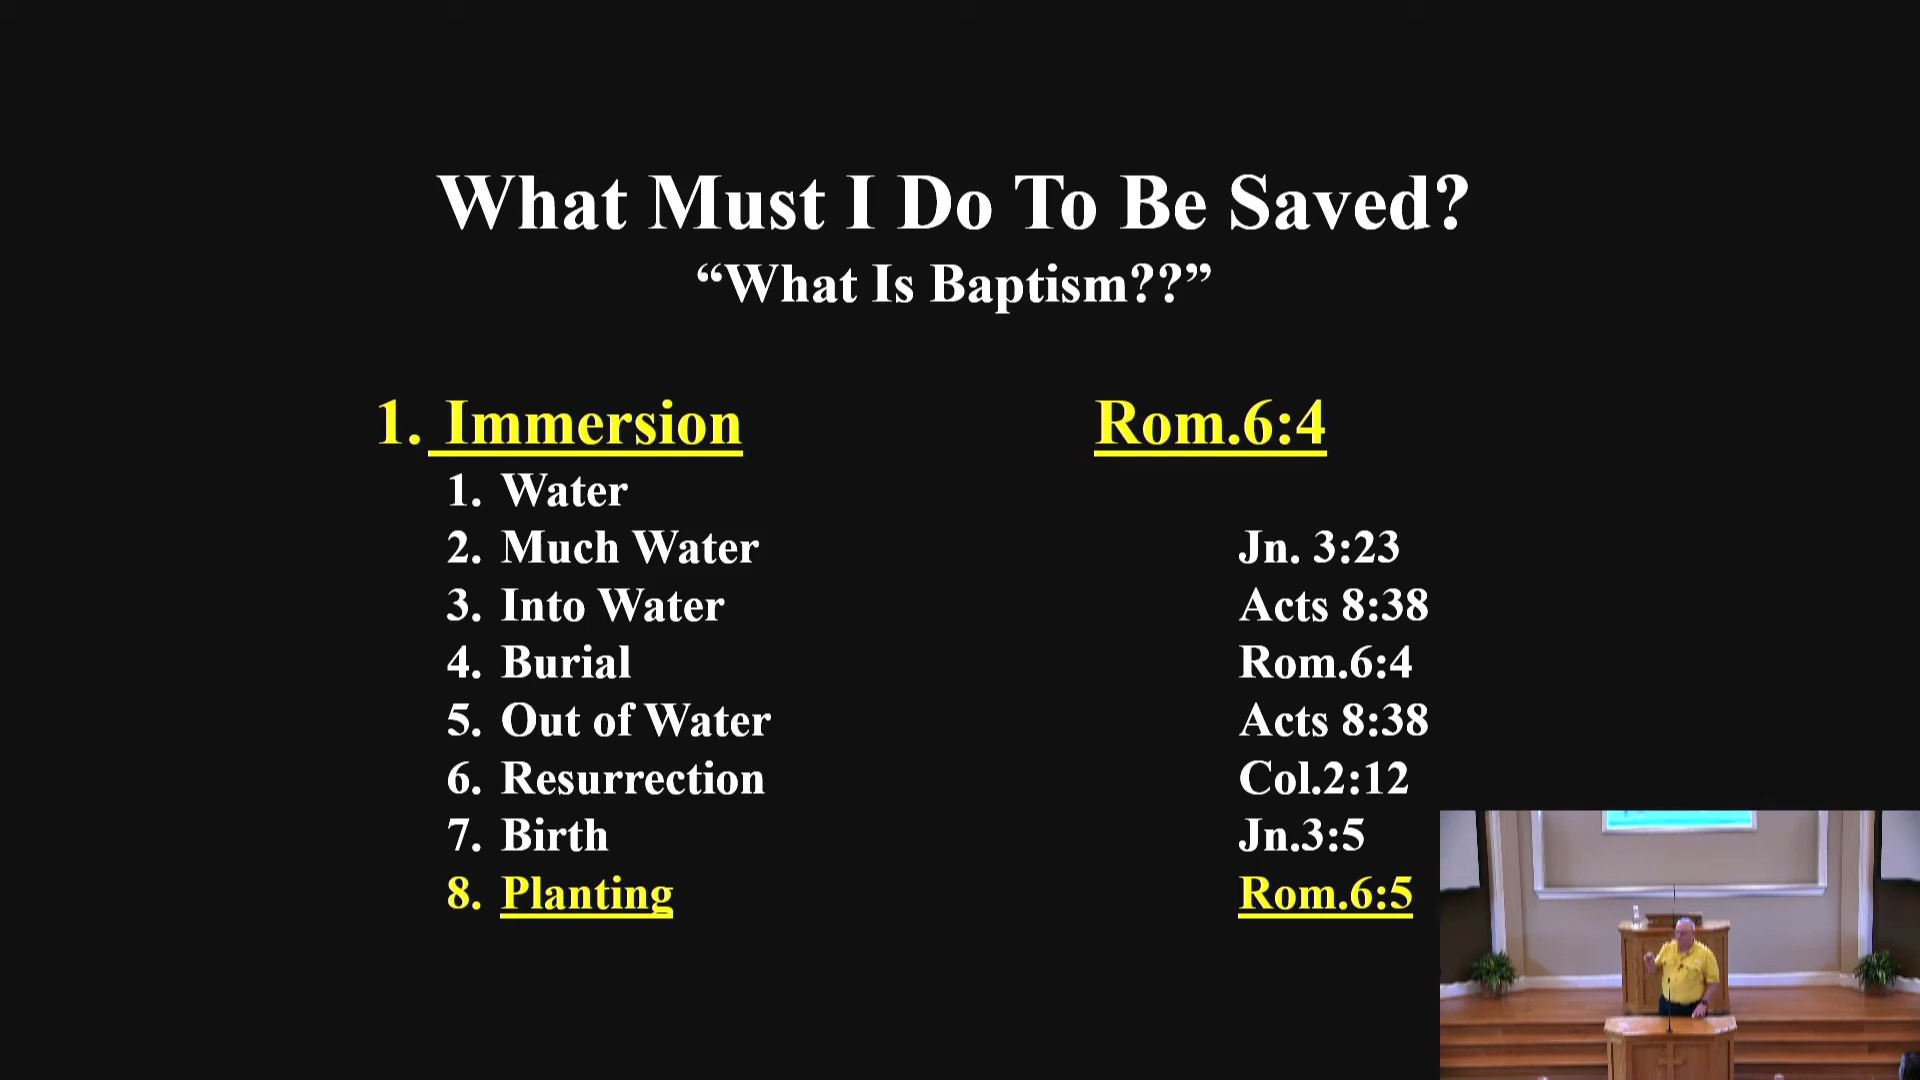 What Must I Do To Be Saved?
“What Is Baptism??”
1. Immersion Rom.6:4
1. Water
2. Much Water Jn. 3:23
3. Into Water Acts 8:38
4. Burial Rom.6:4
5. Out of Water Acts 8:38
6. Resurrection Col.2:12
7. Birth Jn.3:5
8. Planting Rom.6:5